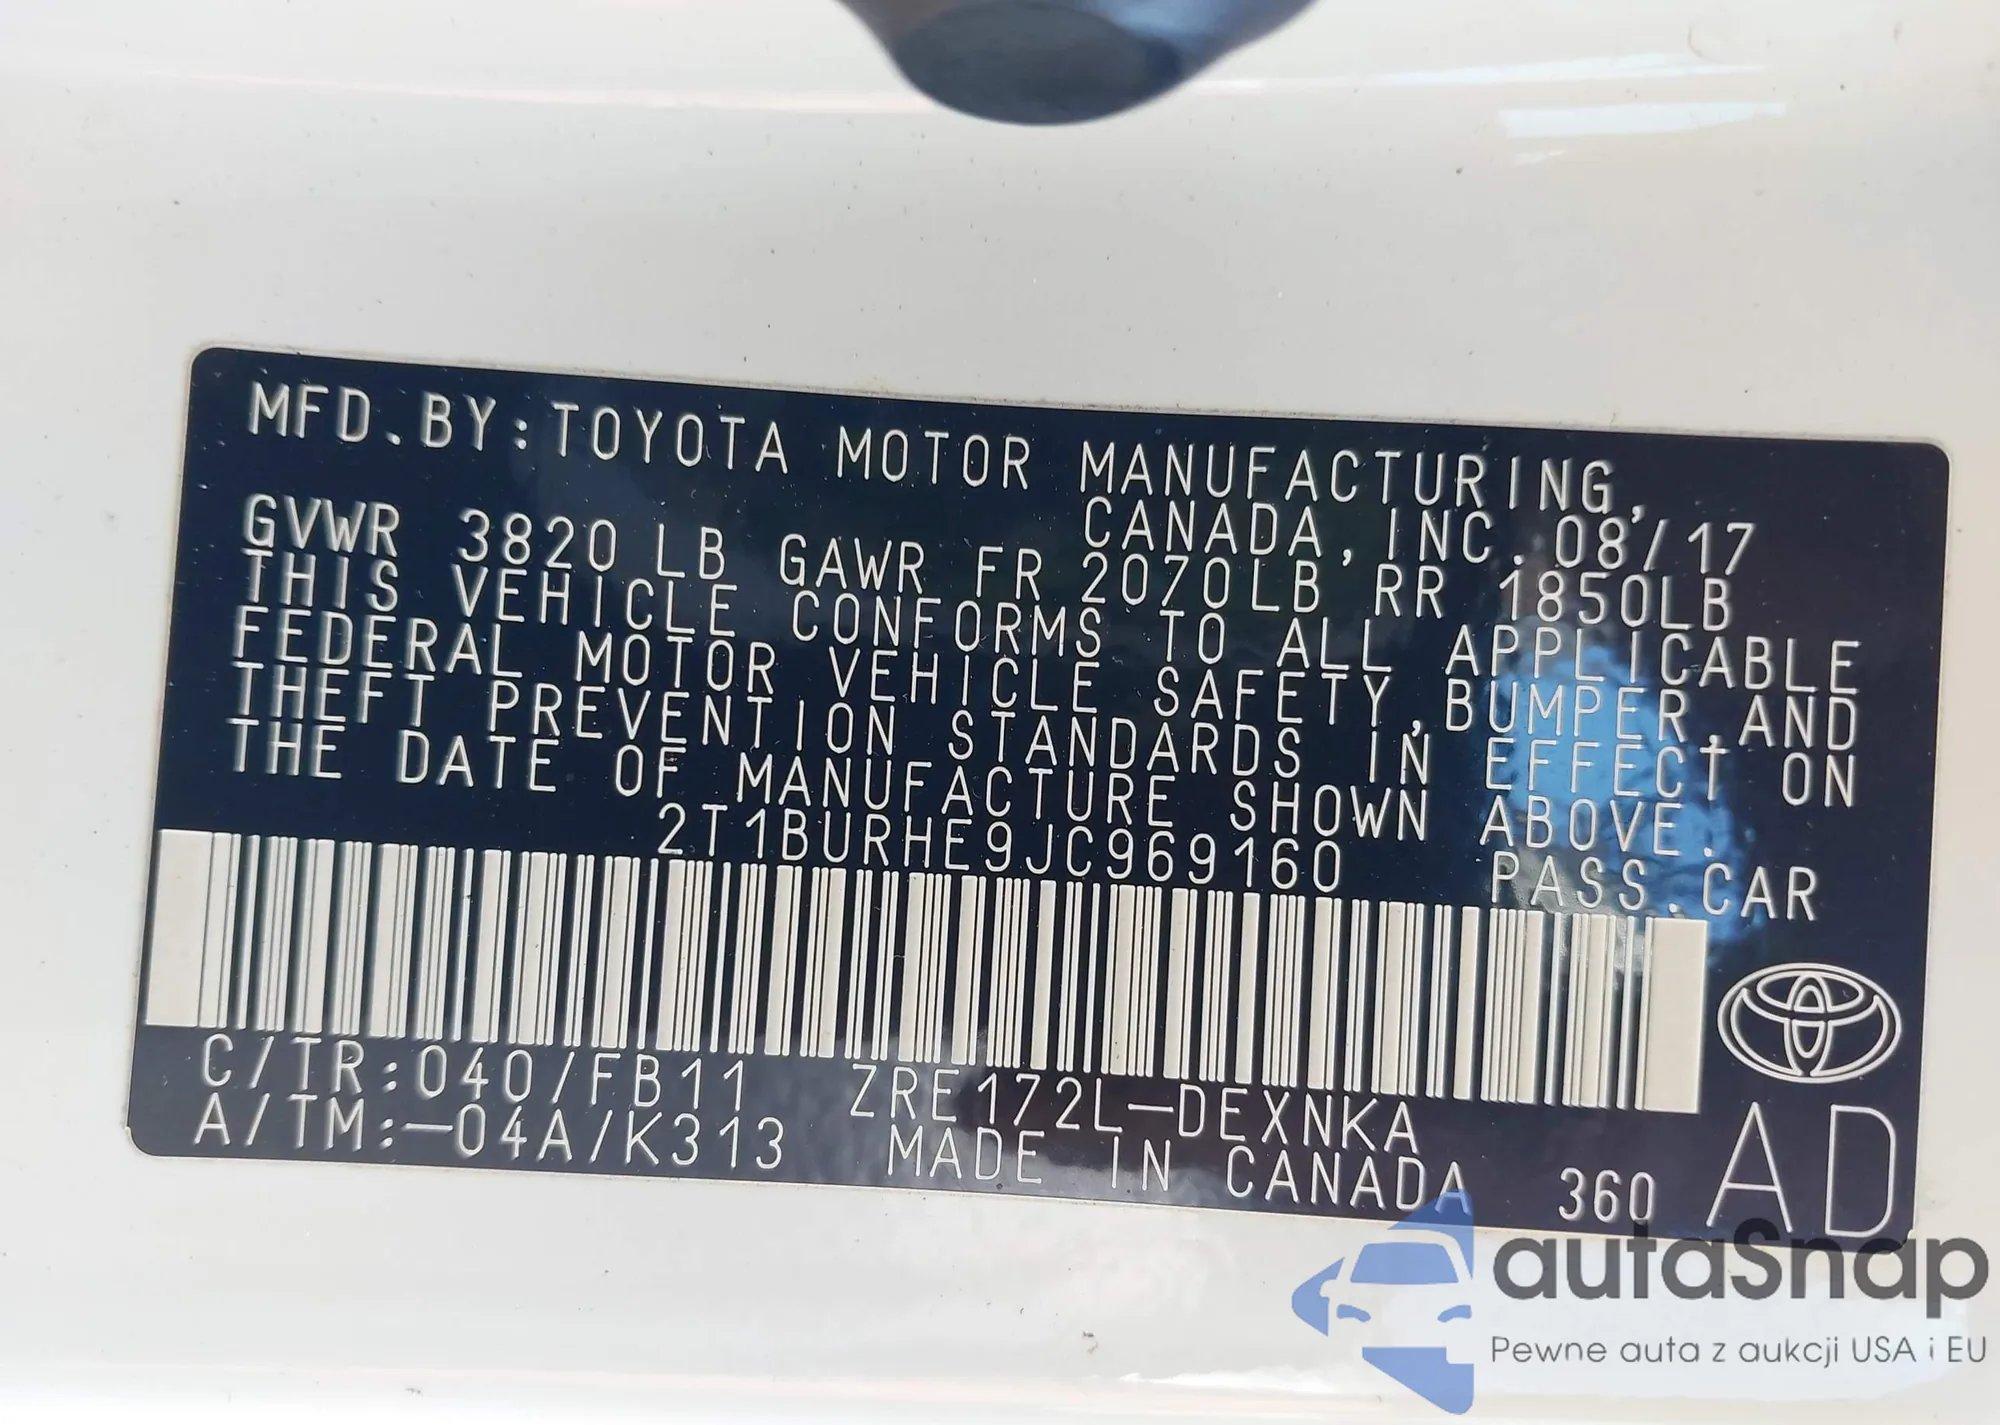 MFD.BY:TOYOTA MOTOR MANUFACTURING,
CANADA,INC.08/17
GVWR 3820LB GAWR FR 2070LB RR 1850LB
THIS VEHICLE CONFORMS TO ALL APPLICABLE
FEDERAL MOTOR VEHICLE SAFETY,BUMPER,AND
THEFT PREVENTION STANDARDS IN EFFECT ON
THE DATE OF MANUFACTURE SHOWN ABOVE.
2T1BURHE9JC969160 PASS.CAR
C/TR:040/FB11 ZRE172L-DEXNKA
A/TM:-04A/K313 MADE IN CANADA 360 AD
autoSnap
Pewne auta z aukcji USA i EU